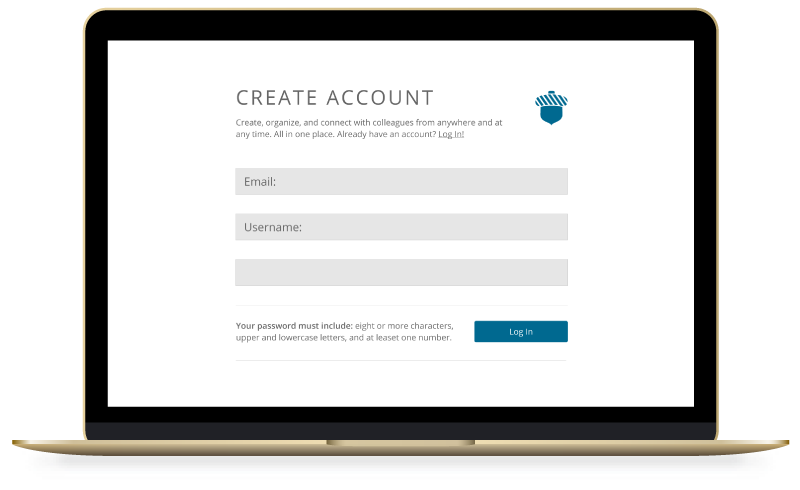 CREATE ACCOUNT
Create, organize, and connect with colleagues from anywhere and at
any time. All in one place. Already have an account? Log In!
Email:
Username:
Your password must include: eight or more characters,
upper and lowercase letters, and at leaset one number.
Log In